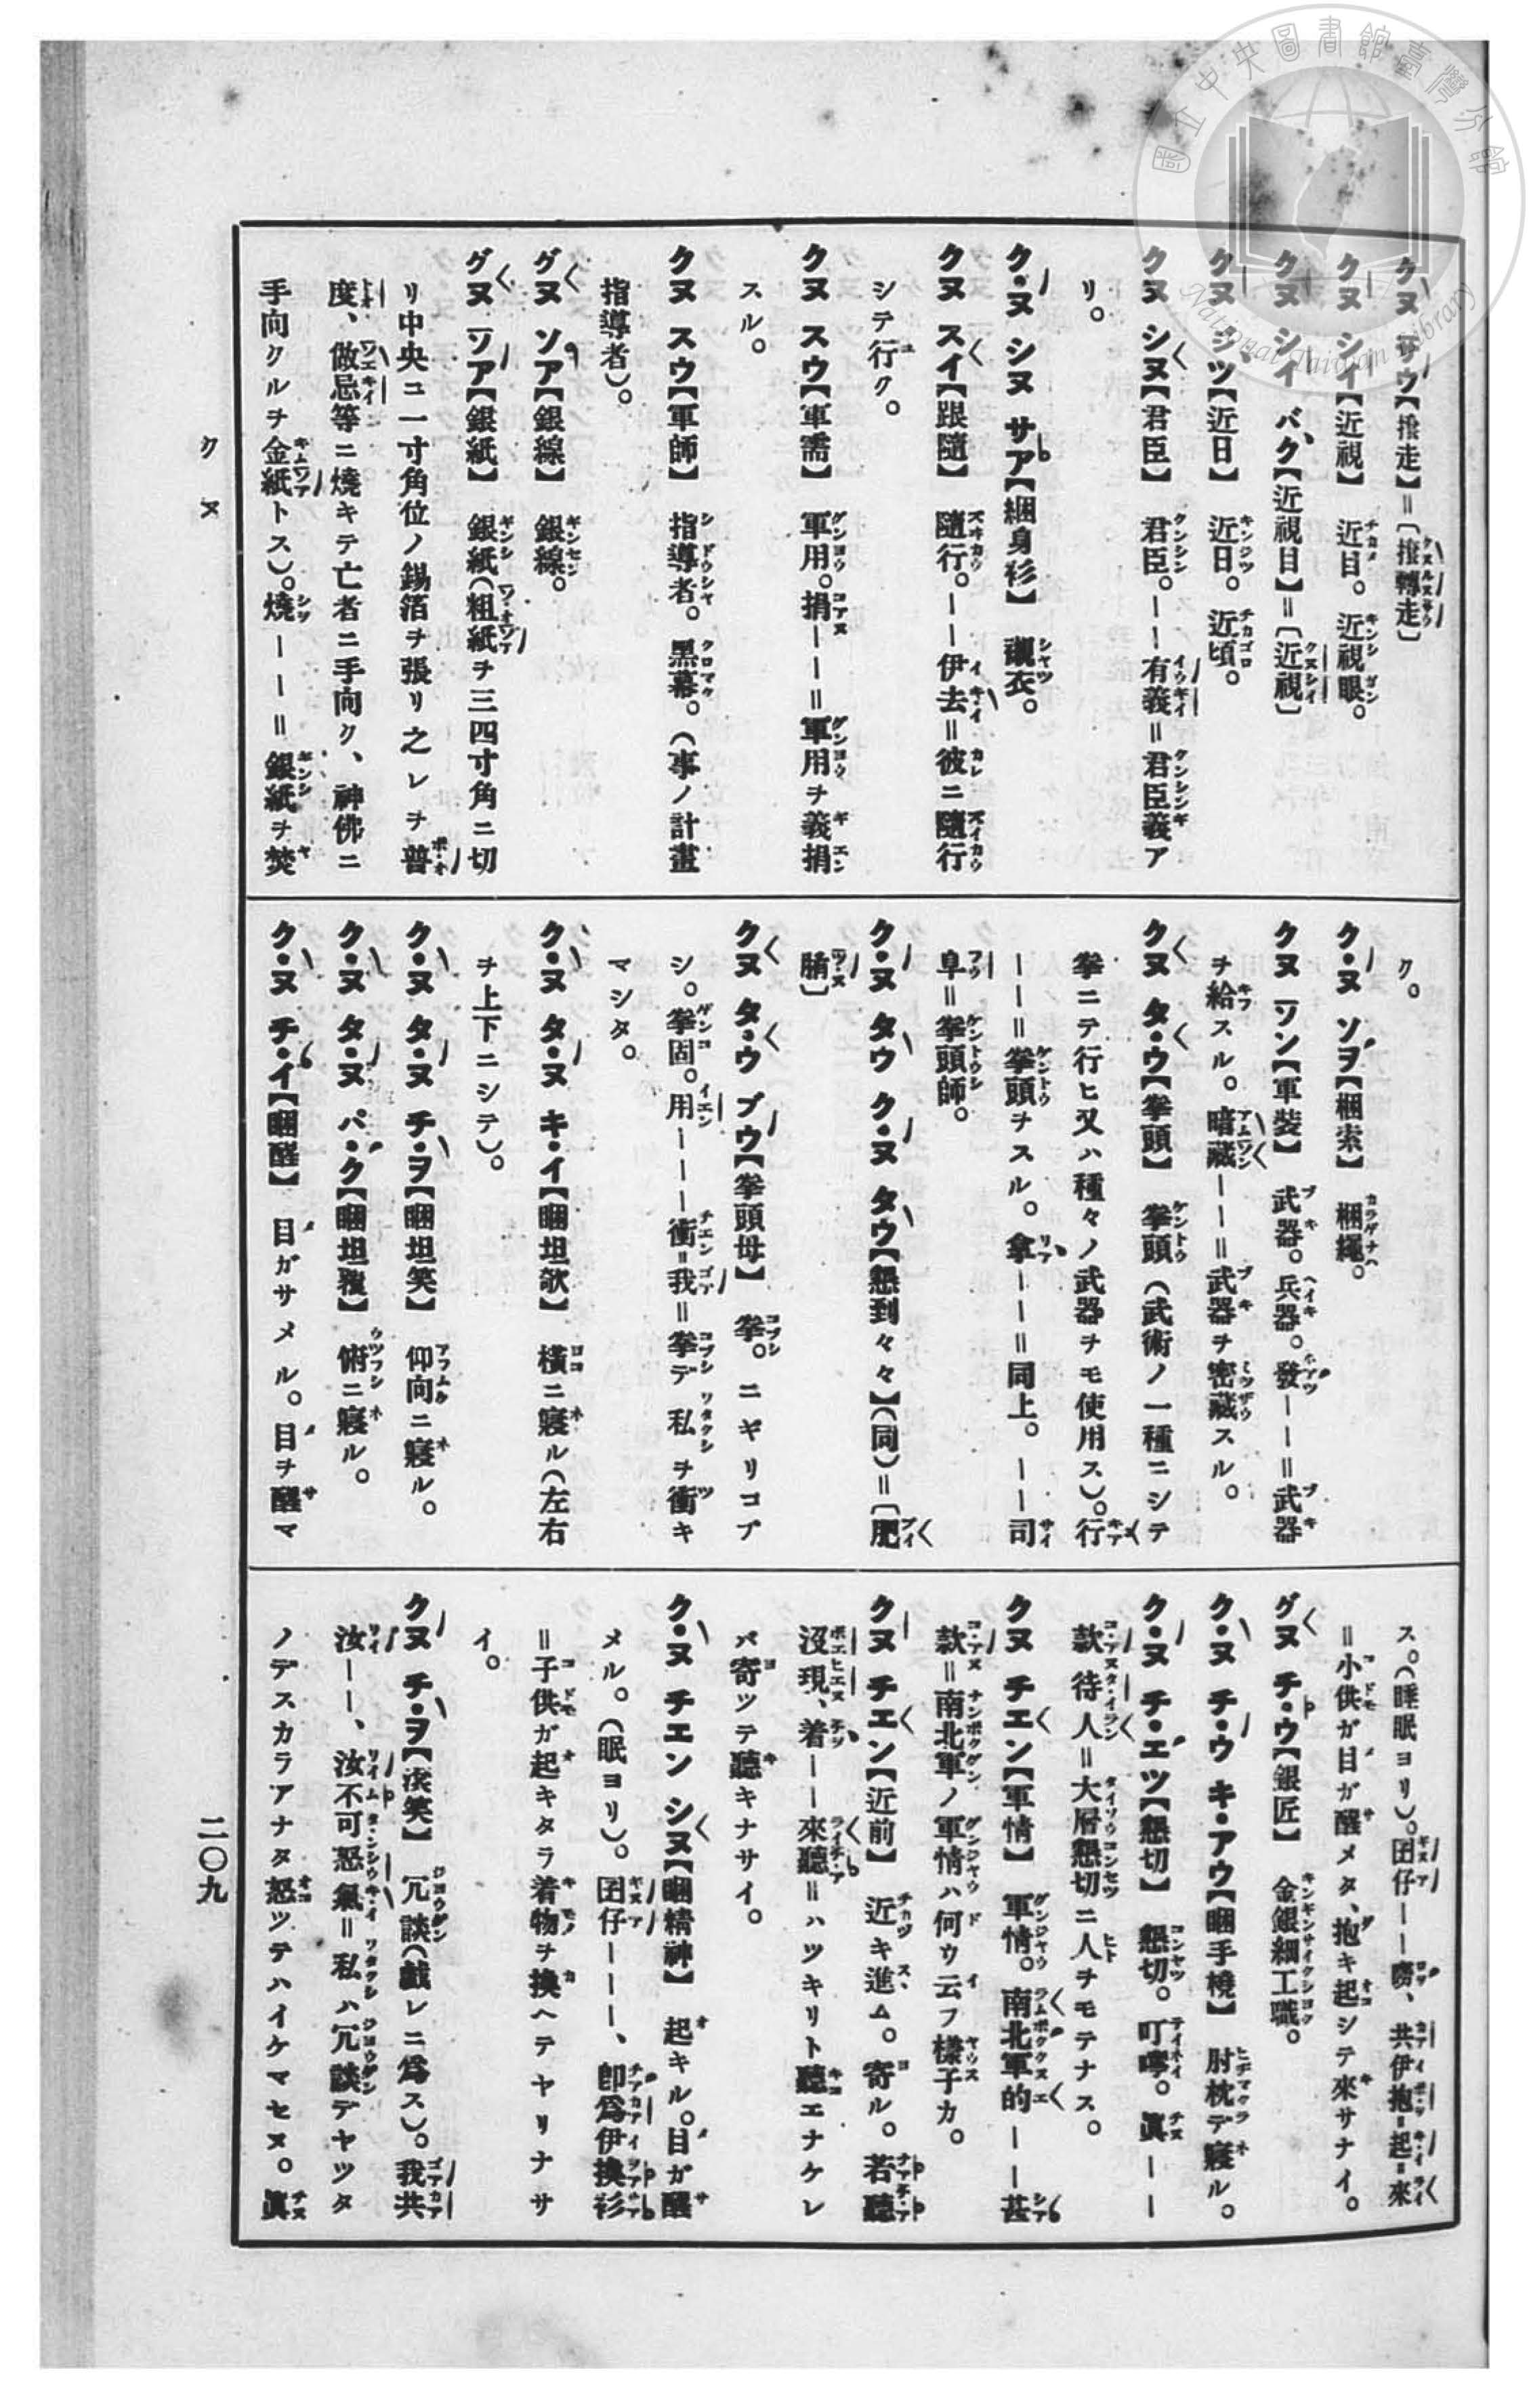 クヌ ザウ【𢭪走】＝〔𢭪轉走〕
クヌ シイ【近視】 近目。近視眼。
クヌ シイ バク【近視目】＝〔近視〕
クヌ ジツ【近日】 近日。近頃。
クヌ シヌ【君臣】 君臣。――有義＝君臣義ア
リ。
ク・ヌ シヌ サア【綑身衫】 襯衣。
クヌ スイ【跟隨】 隨行。――伊去＝彼ニ隨行
シテ行ク。
クヌ スウ【軍需】 軍用。捐――＝軍用ヲ義捐
スル。
クヌ スウ【軍師】 指導者。黑幕。（事ノ計畫
指導者）。
グヌ ソア【銀線】 銀線。
グヌ ツア【銀紙】 銀紙（粗紙ヲ三四寸角ニ切
リ中央ニ一寸角位ノ錫箔ヲ張リ之レヲ普
度、做忌等ニ燒キテ亡者ニ手向ク、神佛ニ
手向クルヲ金紙トス）。燒――＝銀紙ヲ焚
ク。
ク・ヌ ソヲ【梱索】 梱繩。
クヌ ツン【軍裝】 武器。兵器。發――＝武器
ヲ給スル。暗藏――＝武器ヲ密藏スル。
クヌ タ・ウ【拳頭】 拳頭（武術ノ一種ニシテ
拳ニテ行ヒ又ハ種々ノ武器ヲモ使用ス）。行
――＝拳頭ヲスル。拿――＝同上。――司
阜＝拳頭師。
ク・ヌ タウ ク・ヌ タウ【懇到々々】（同）＝〔肥
腯〕
クヌ タ・ウ ブウ【拳頭母】 拳。ニギリコブ
シ。拳固。用―――衝＝我＝拳デ私ヲ衝キ
マシタ。
ク・ヌ タ・ヌ キ・イ【睏坦欹】 橫ニ寢ル（左右
ヲ上下ニシテ）。
ク・ヌ タ・ヌ チ・ヲ【睏坦笑】 仰向ニ寢ル。
ク・ヌ タ・ヌ パ・ク【睏坦覆】 俯ニ寢ル。
ク・ヌ チ・イ【睏醒】 目ガサメル。目ヲ醒マ
ス。（睡眠ヨリ）。囝仔――嘮、共伊抱＝起＝來
＝小供ガ目ガ醒メタ、抱キ起シテ來サナイ。
グヌ チ・ウ【銀匠】 金銀細工職。
ク・ヌ チ・ウ キ・アウ【睏手橈】 肘枕デ寢ル。
ク・ヌ チ・エツ【懇切】 懇切。叮嚀。眞――
款待人＝大層懇切ニ人ヲモテナス。
クヌ チエン【軍情】 軍情。南北軍的――甚
款＝南北軍ノ軍情ハ何ウ云フ樣子カ。
クヌ チエン【近前】 近キ進ム。寄ル。若聽
沒現、着――來聽＝ハツキリト聽エナケレ
バ寄ツテ聽キナサイ。
ク・ヌ チエン シヌ【睏精神】 起キル。目ガ醒
メル。（眠ヨリ）。囝仔―――、卽爲伊換衫
＝子供ガ起キタラ着物ヲ換ヘテヤリナサ
イ。
クヌ チ・ヲ【滾笑】 冗談（戲レニ爲ス）。我共
汝――、汝不可怒氣＝私ハ冗談デヤツタ
ノデスカラアナタ怒ツテハイケマセヌ。眞
クヌ
二〇九
國立中央圖書館臺灣分館
National Taiwan Library